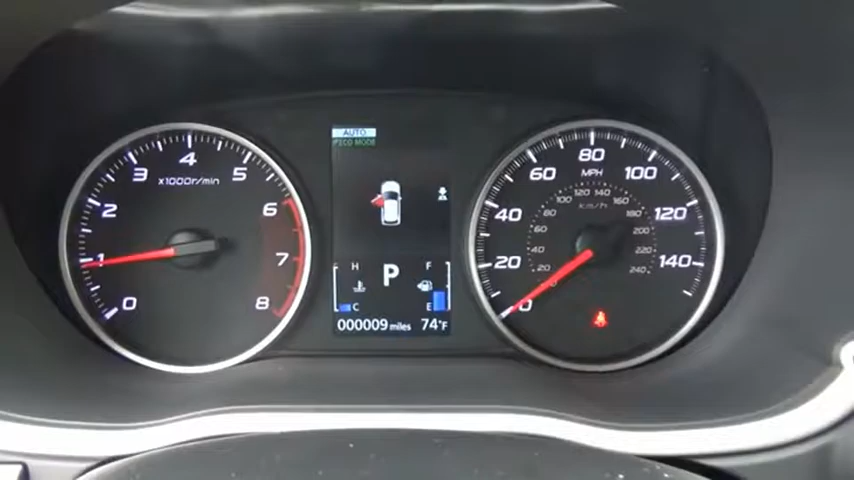 0 1 2 3 4 5 6 7 8
x1000r/min
AUTO
ECO MODE
H F
P
C E
000009 miles 74°F
0 20 40 60 80 100 120 140
MPH
20 40 60 80 100 120 140 160 180 200 220 240
km/h